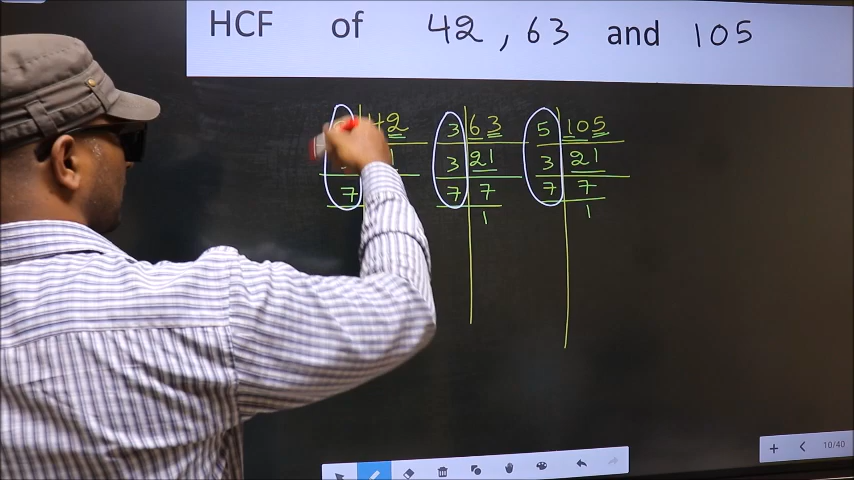 HCF of 42 , 63 and 105
42 3 63 5 105
3 21 3 21
7 7 7 7 7
1 1
10/40